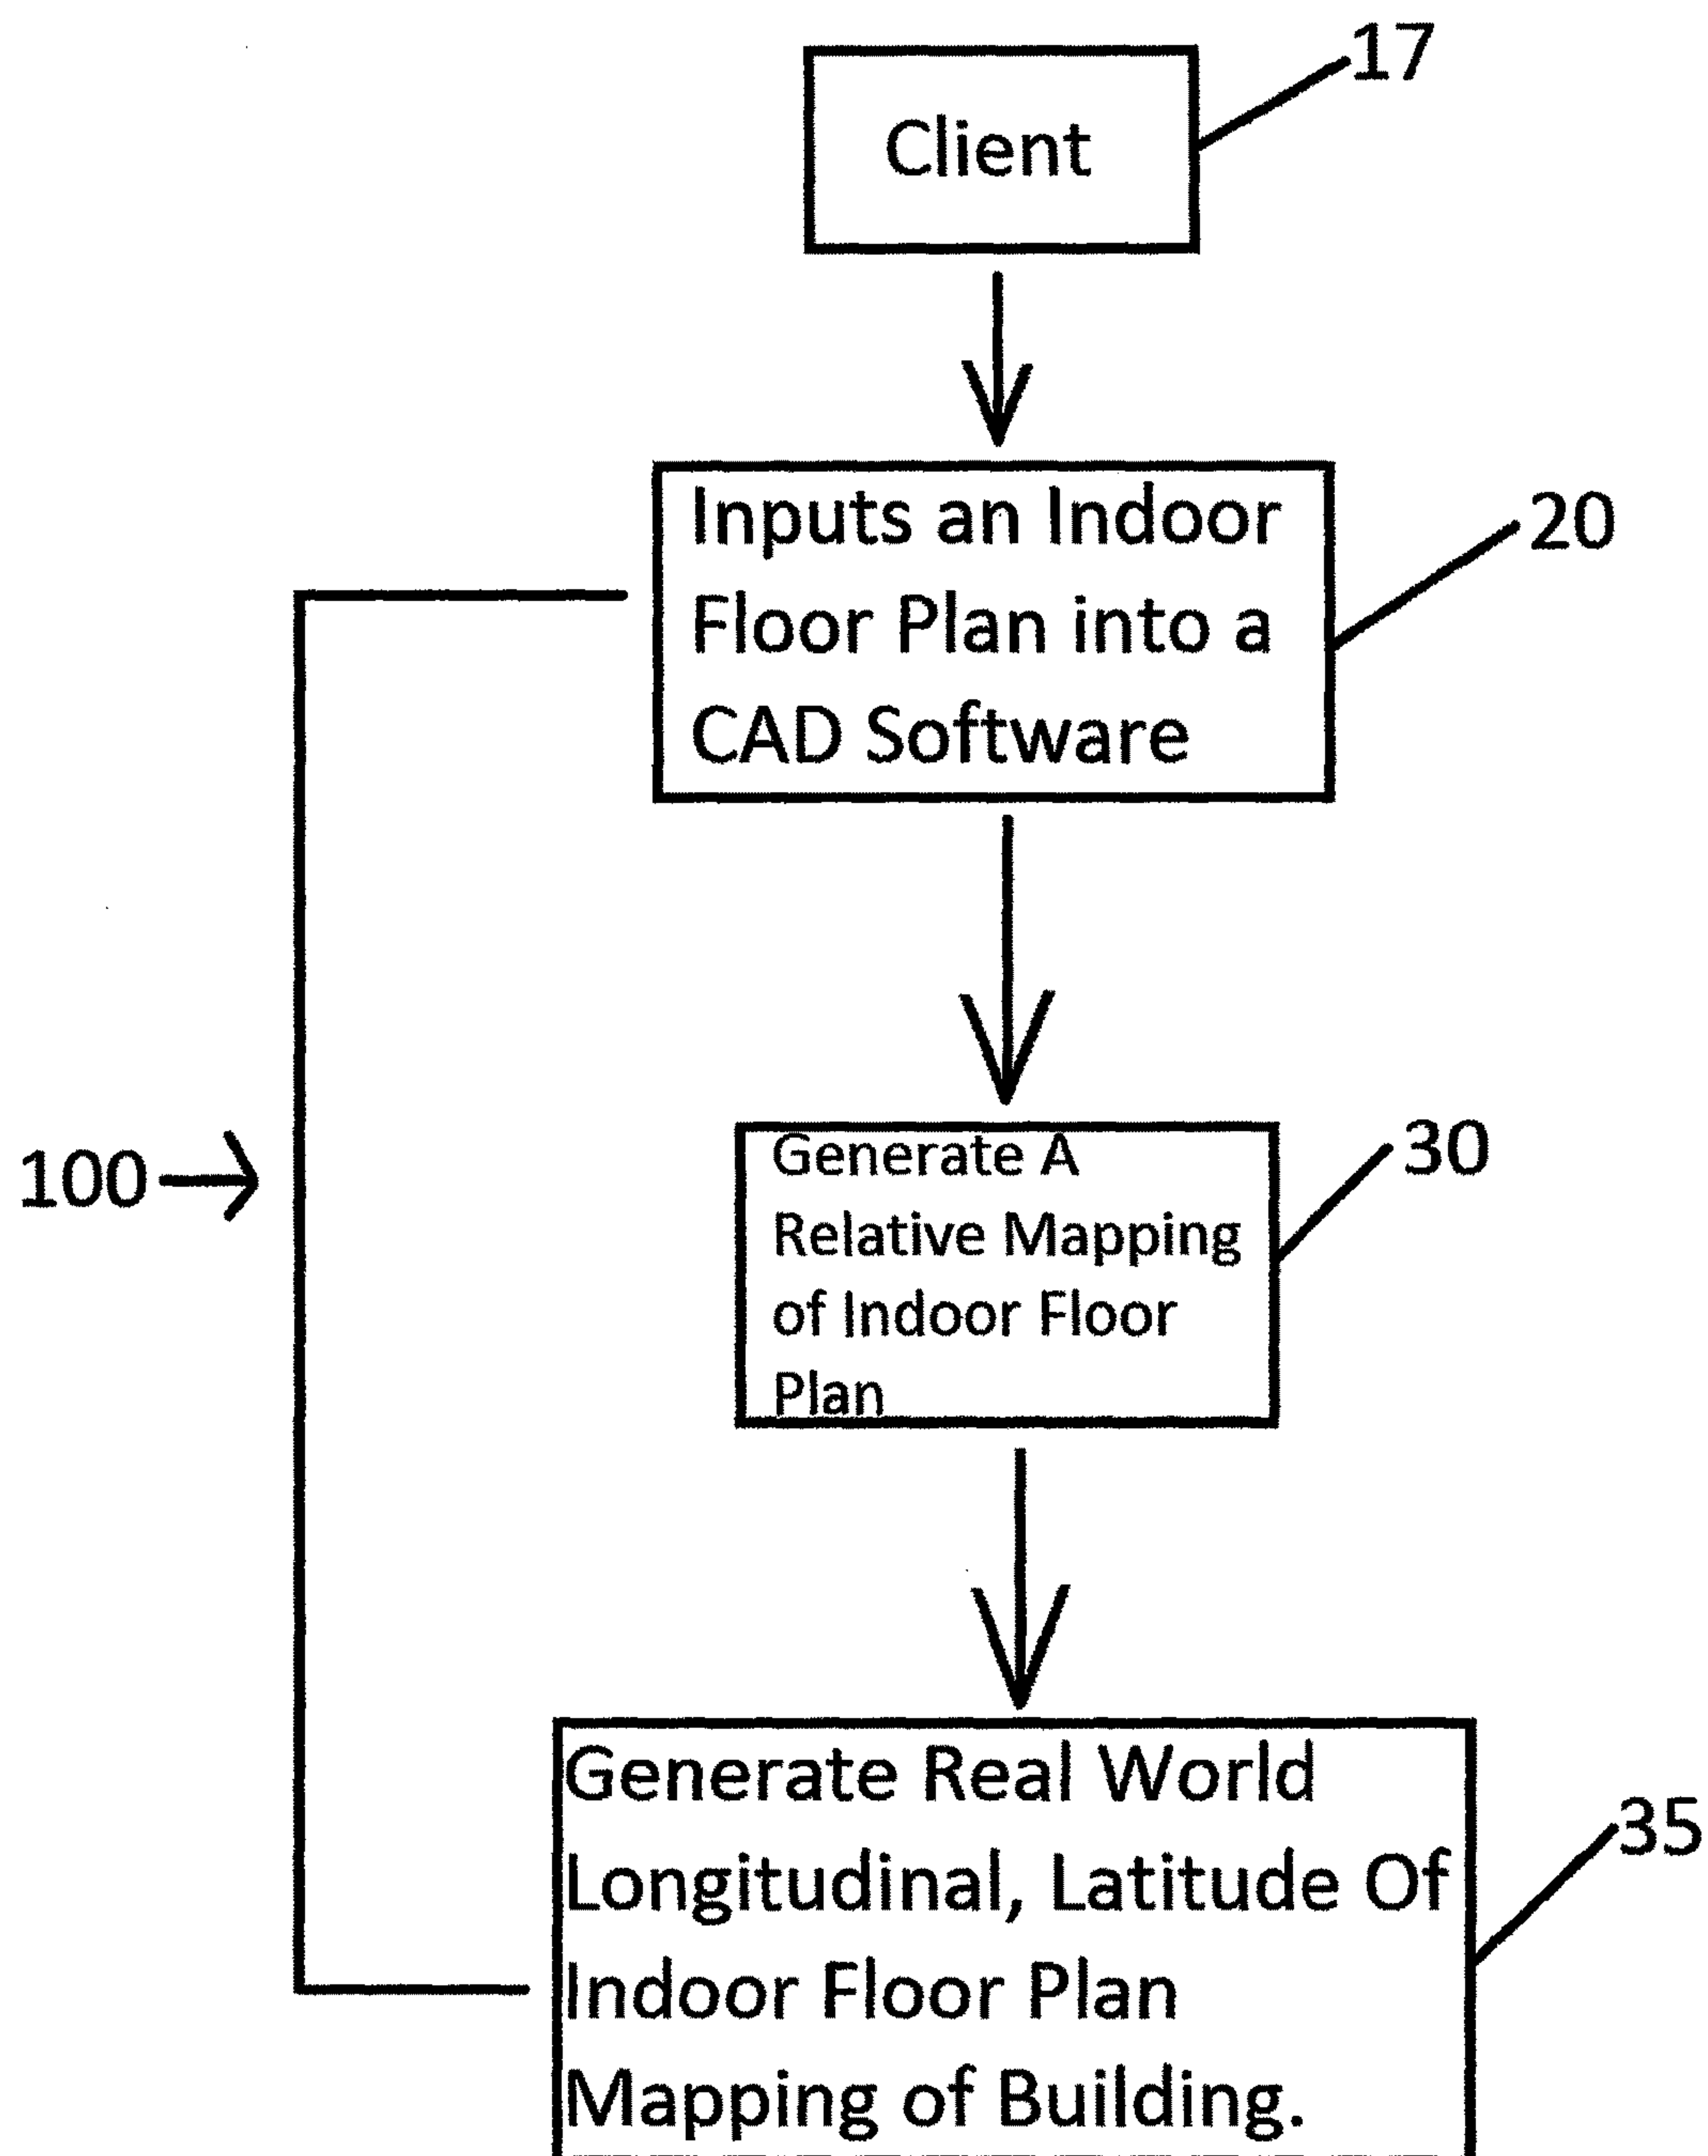 17
Client
20
Inputs an Indoor
Floor Plan into a
CAD Software
100
30
Generate A
Relative Mapping
of Indoor Floor
Plan
35
Generate Real World
Longitudinal, Latitude Of
Indoor Floor Plan
Mapping of Building.